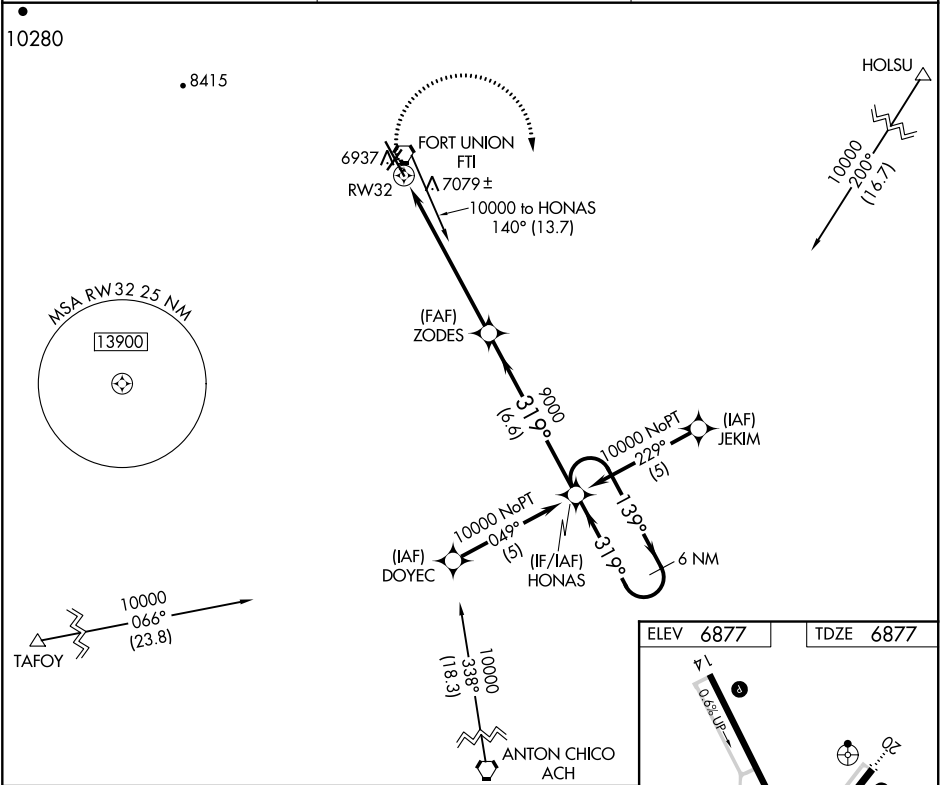 10280
8415
HOLSU
10000
200°
(16.7)
FORT UNION
FTI
6937
RW32
7079 ±
10000 to HONAS
140° (13.7)
MSA RW32 25 NM
13900
(FAF)
ZODES
9000
319°
(6.6)
(IAF)
JEKIM
10000 NoPT
229°
(5)
139°
319°
6 NM
10000 NoPT
049°
(5)
(IAF)
DOYEC
(IF/IAF)
HONAS
10000
066°
(23.8)
TAFOY
10000
338°
(18.3)
ANTON CHICO
ACH
ELEV 6877
TDZE 6877
14
P
0.6% UP
20